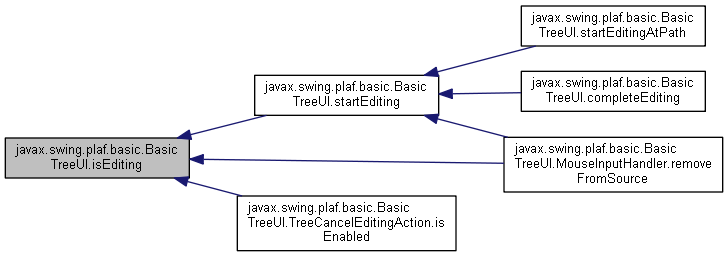 javax.swing.plaf.basic.Basic
TreeUI.startEditingAtPath
javax.swing.plaf.basic.Basic
TreeUI.startEditing
javax.swing.plaf.basic.Basic
TreeUI.completeEditing
javax.swing.plaf.basic.Basic
TreeUI.isEditing
javax.swing.plaf.basic.Basic
TreeUI.MouseInputHandler.remove
FromSource
javax.swing.plaf.basic.Basic
TreeUI.TreeCancelEditingAction.is
Enabled